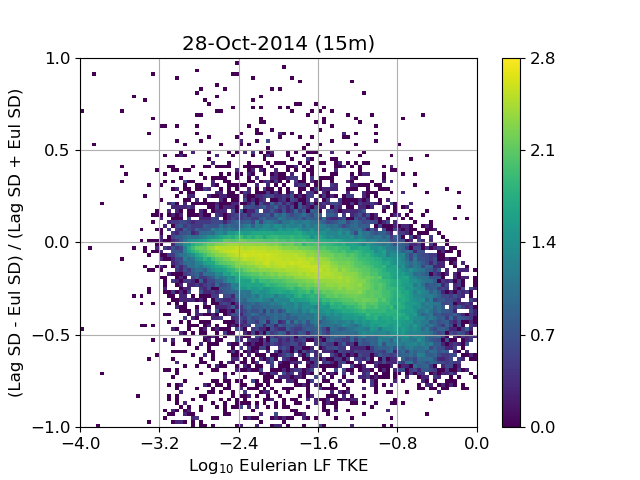 28-Oct-2014 (15m)
(Lag SD - Eul SD) / (Lag SD + Eul SD)
1.0
0.5
0.0
−0.5
−1.0
−4.0 −3.2 −2.4 −1.6 −0.8 0.0
Log₁₀ Eulerian LF TKE
2.8
2.1
1.4
0.7
0.0